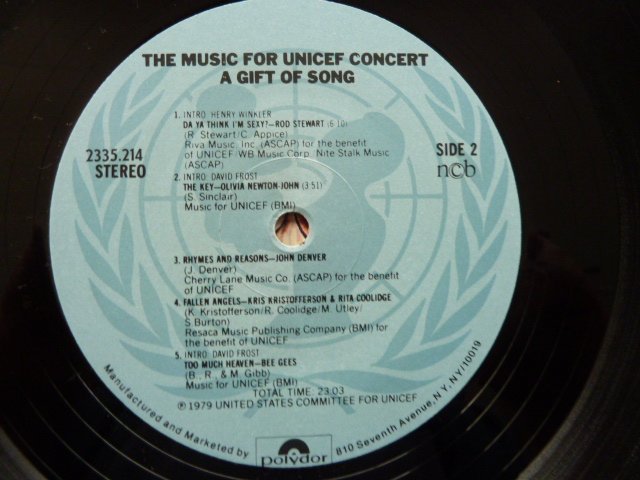 THE MUSIC FOR UNICEF CONCERT
A GIFT OF SONG
1. INTRO: HENRY WINKLER
DA YA THINK I'M SEXY?—ROD STEWART (6:10)
(R. Stewart/C. Appice)
Riva Music, Inc. (ASCAP) for the benefit
of UNICEF/WB Music Corp. Nite Stalk Music
(ASCAP)
2335.214
STEREO
SIDE 2
ncb
2. INTRO: DAVID FROST
THE KEY—OLIVIA NEWTON-JOHN (3:51)
(S. Sinclair)
Music for UNICEF (BMI)
3. RHYMES AND REASONS—JOHN DENVER
(J. Denver)
Cherry Lane Music Co. (ASCAP) for the benefit
of UNICEF
4. FALLEN ANGELS—KRIS KRISTOFFERSON & RITA COOLIDGE
(K. Kristofferson/R. Coolidge/M. Utley/
S Burton)
Resaca Music Publishing Company (BMI) for
the benefit of UNICEF
5. INTRO: DAVID FROST
TOO MUCH HEAVEN—BEE GEES
(B., R., & M. Gibb)
Music for UNICEF (BMI)
TOTAL TIME: 23:03
℗ 1979 UNITED STATES COMMITTEE FOR UNICEF
Manufactured and Marketed by polydor 810 Seventh Avenue, N.Y., N.Y./10019